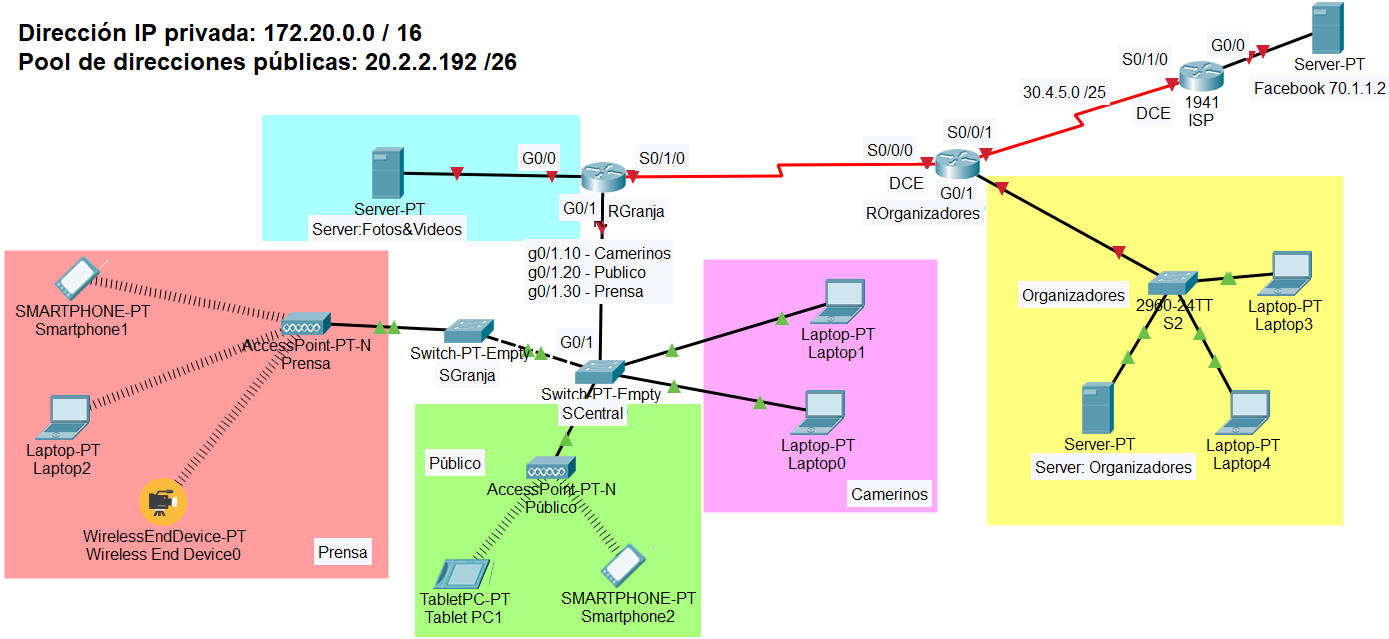 Dirección IP privada: 172.20.0.0 / 16
Pool de direcciones públicas: 20.2.2.192 /26
G0/0
Server-PT
Facebook 70.1.1.2
S0/1/0
1941
ISP
DCE
30.4.5.0 /25
S0/0/1
S0/0/0
DCE
G0/1
ROrganizadores
G0/0
S0/1/0
Server-PT
Server:Fotos&Videos
G0/1
RGranja
g0/1.10 - Camerinos
g0/1.20 - Publico
g0/1.30 - Prensa
SMARTPHONE-PT
Smartphone1
AccessPoint-PT-N
Prensa
Switch-PT-Empty
SGranja
G0/1
Switch-PT-Empty
SCentral
Laptop-PT
Laptop1
Laptop-PT
Laptop0
Camerinos
Laptop-PT
Laptop2
WirelessEndDevice-PT
Wireless End Device0
Prensa
Público
AccessPoint-PT-N
Público
TabletPC-PT
Tablet PC1
SMARTPHONE-PT
Smartphone2
Organizadores
2960-24TT
S2
Laptop-PT
Laptop3
Server-PT
Server: Organizadores
Laptop-PT
Laptop4